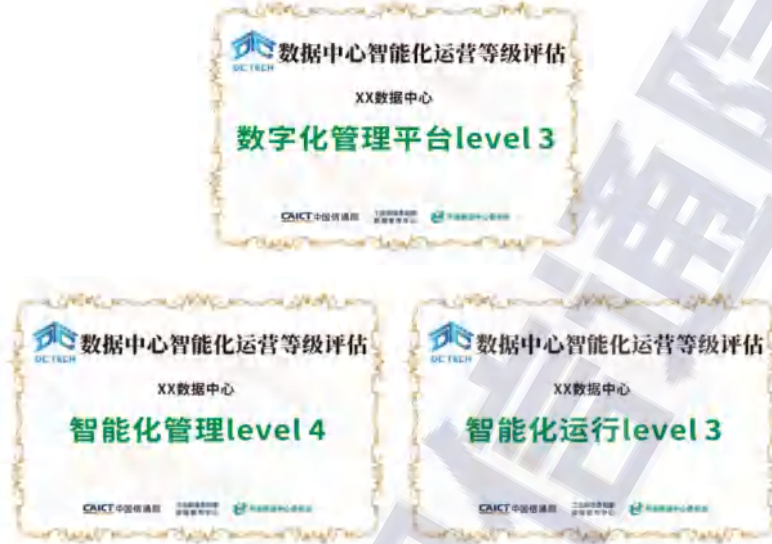 DC TECH
数据中心智能化运营等级评估
XX数据中心
数字化管理平台level 3
CAICT 中国信通院
DC TECH
数据中心智能化运营等级评估
XX数据中心
智能化管理level 4
CAICT 中国信通院
DC TECH
数据中心智能化运营等级评估
XX数据中心
智能化运行level 3
CAICT 中国信通院